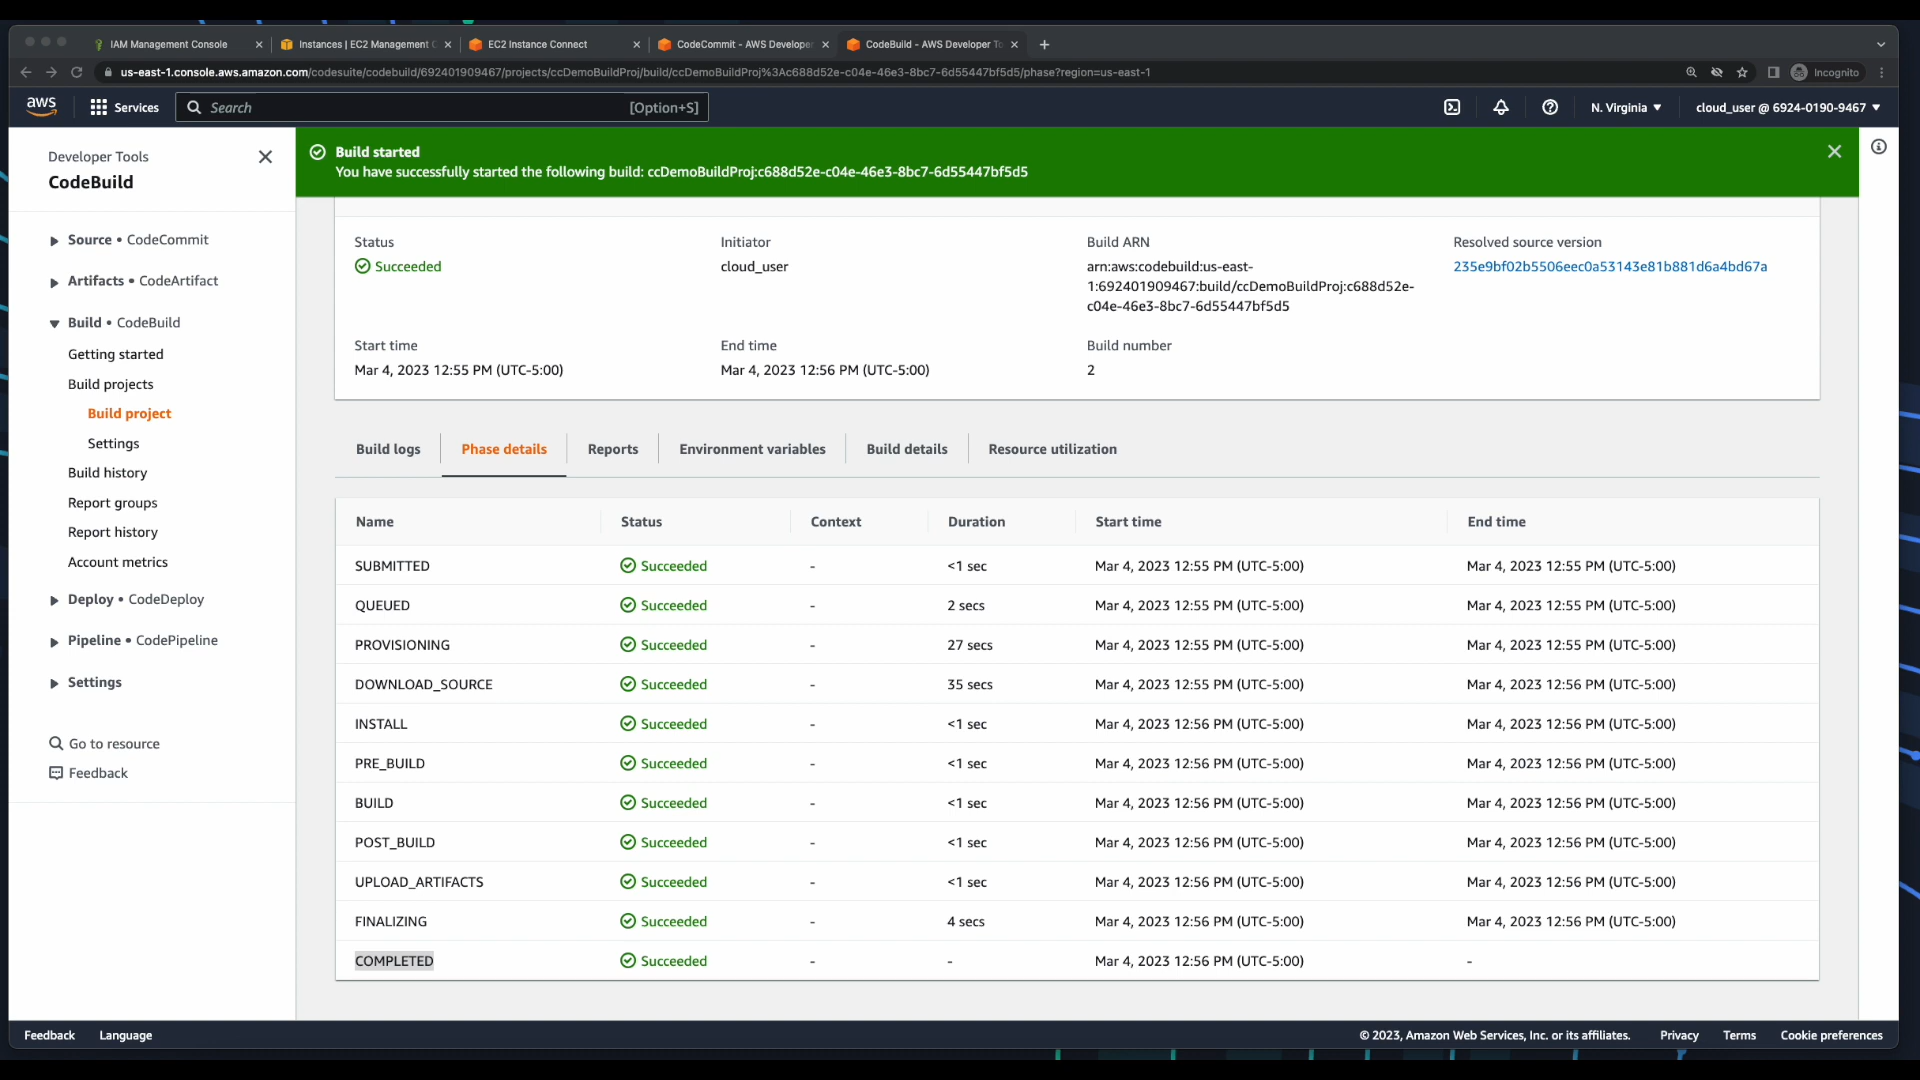 IAM Management Console
Instances | EC2 Management C
EC2 Instance Connect
CodeCommit - AWS Developer
CodeBuild - AWS Developer To
us-east-1.console.aws.amazon.com/codesuite/codebuild/692401909467/projects/ccDemoBuildProj/build/ccDemoBuildProj%3Ac688d52e-c04e-46e3-8bc7-6d55447bf5d5/phase?region=us-east-1
Incognito
aws
Services
Search
[Option+S]
N. Virginia
cloud_user @ 6924-0190-9467
Developer Tools
CodeBuild
Source • CodeCommit
Artifacts • CodeArtifact
Build • CodeBuild
Getting started
Build projects
Build project
Settings
Build history
Report groups
Report history
Account metrics
Deploy • CodeDeploy
Pipeline • CodePipeline
Settings
Go to resource
Feedback
Build started
You have successfully started the following build: ccDemoBuildProj:c688d52e-c04e-46e3-8bc7-6d55447bf5d5
Status
Succeeded
Initiator
cloud_user
Build ARN
arn:aws:codebuild:us-east-
1:692401909467:build/ccDemoBuildProj:c688d52e-
c04e-46e3-8bc7-6d55447bf5d5
Resolved source version
235e9bf02b5506eec0a53143e81b881d6a4bd67a
Start time
Mar 4, 2023 12:55 PM (UTC-5:00)
End time
Mar 4, 2023 12:56 PM (UTC-5:00)
Build number
2
Build logs Phase details Reports Environment variables Build details Resource utilization
Name Status Context Duration Start time End time
SUBMITTED Succeeded - <1 sec Mar 4, 2023 12:55 PM (UTC-5:00) Mar 4, 2023 12:55 PM (UTC-5:00)
QUEUED Succeeded - 2 secs Mar 4, 2023 12:55 PM (UTC-5:00) Mar 4, 2023 12:55 PM (UTC-5:00)
PROVISIONING Succeeded - 27 secs Mar 4, 2023 12:55 PM (UTC-5:00) Mar 4, 2023 12:55 PM (UTC-5:00)
DOWNLOAD_SOURCE Succeeded - 35 secs Mar 4, 2023 12:55 PM (UTC-5:00) Mar 4, 2023 12:56 PM (UTC-5:00)
INSTALL Succeeded - <1 sec Mar 4, 2023 12:56 PM (UTC-5:00) Mar 4, 2023 12:56 PM (UTC-5:00)
PRE_BUILD Succeeded - <1 sec Mar 4, 2023 12:56 PM (UTC-5:00) Mar 4, 2023 12:56 PM (UTC-5:00)
BUILD Succeeded - <1 sec Mar 4, 2023 12:56 PM (UTC-5:00) Mar 4, 2023 12:56 PM (UTC-5:00)
POST_BUILD Succeeded - <1 sec Mar 4, 2023 12:56 PM (UTC-5:00) Mar 4, 2023 12:56 PM (UTC-5:00)
UPLOAD_ARTIFACTS Succeeded - <1 sec Mar 4, 2023 12:56 PM (UTC-5:00) Mar 4, 2023 12:56 PM (UTC-5:00)
FINALIZING Succeeded - 4 secs Mar 4, 2023 12:56 PM (UTC-5:00) Mar 4, 2023 12:56 PM (UTC-5:00)
COMPLETED Succeeded - - Mar 4, 2023 12:56 PM (UTC-5:00) -
Feedback Language © 2023, Amazon Web Services, Inc. or its affiliates. Privacy Terms Cookie preferences